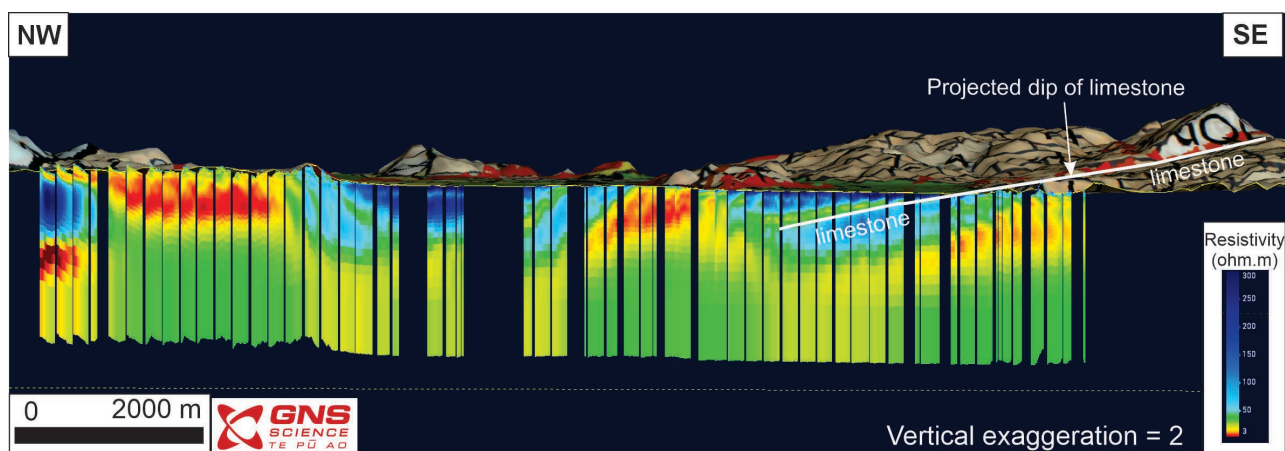 NW
SE
Projected dip of limestone
limestone
limestone
Resistivity
(ohm.m)
300
250
200
150
100
50
3
0 2000 m
GNS
SCIENCE
TE PŪ AO
Vertical exaggeration = 2